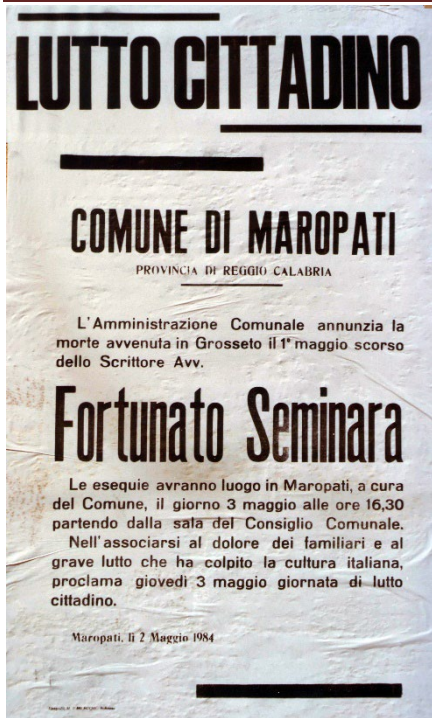 LUTTO CITTADINO
COMUNE DI MAROPATI
PROVINCIA DI REGGIO CALABRIA
L'Amministrazione Comunale annunzia la
morte avvenuta in Grosseto il 1° maggio scorso
dello Scrittore Avv.
Fortunato Seminara
Le esequie avranno luogo in Maropati, a cura
del Comune, il giorno 3 maggio alle ore 16,30
partendo dalla sala del Consiglio Comunale.
Nell'associarsi al dolore dei familiari e al
grave lutto che ha colpito la cultura italiana,
proclama giovedì 3 maggio giornata di lutto
cittadino.
Maropati, lì 2 Maggio 1984